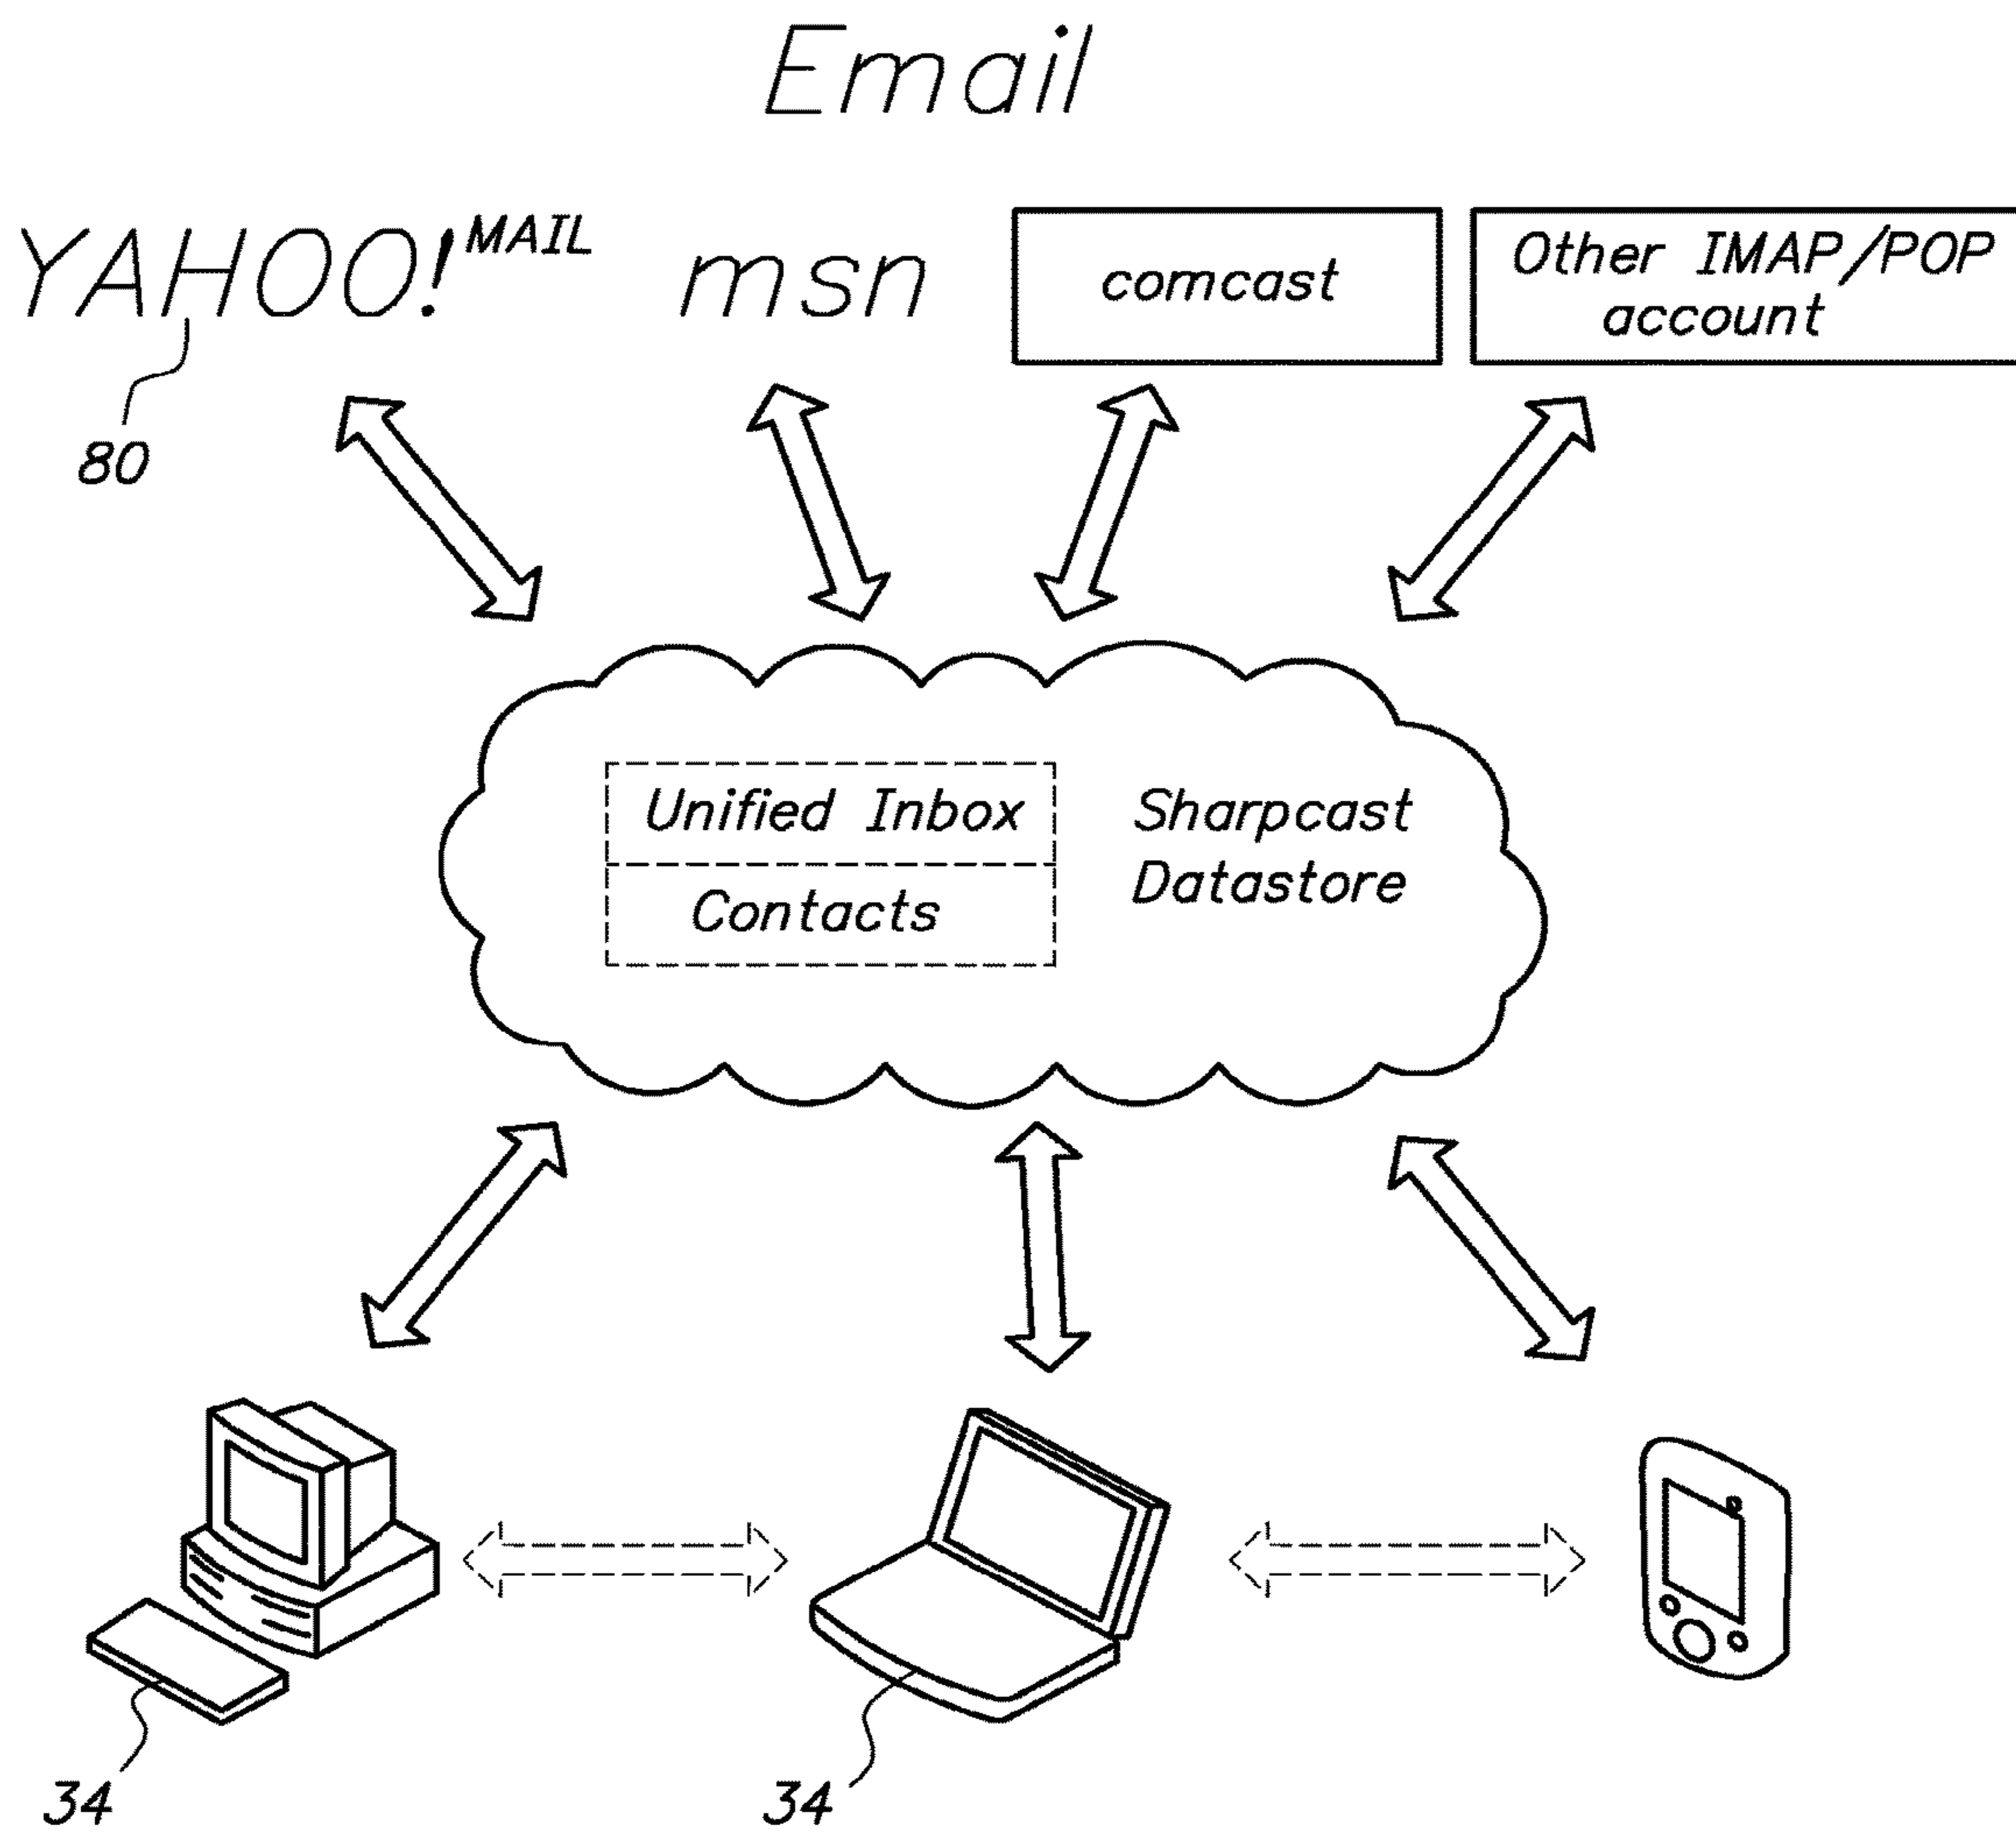 Email
YAHOO! MAIL
msn
comcast
Other IMAP/POP
account
80
Unified Inbox
Contacts
Sharpcast
Datastore
34
34